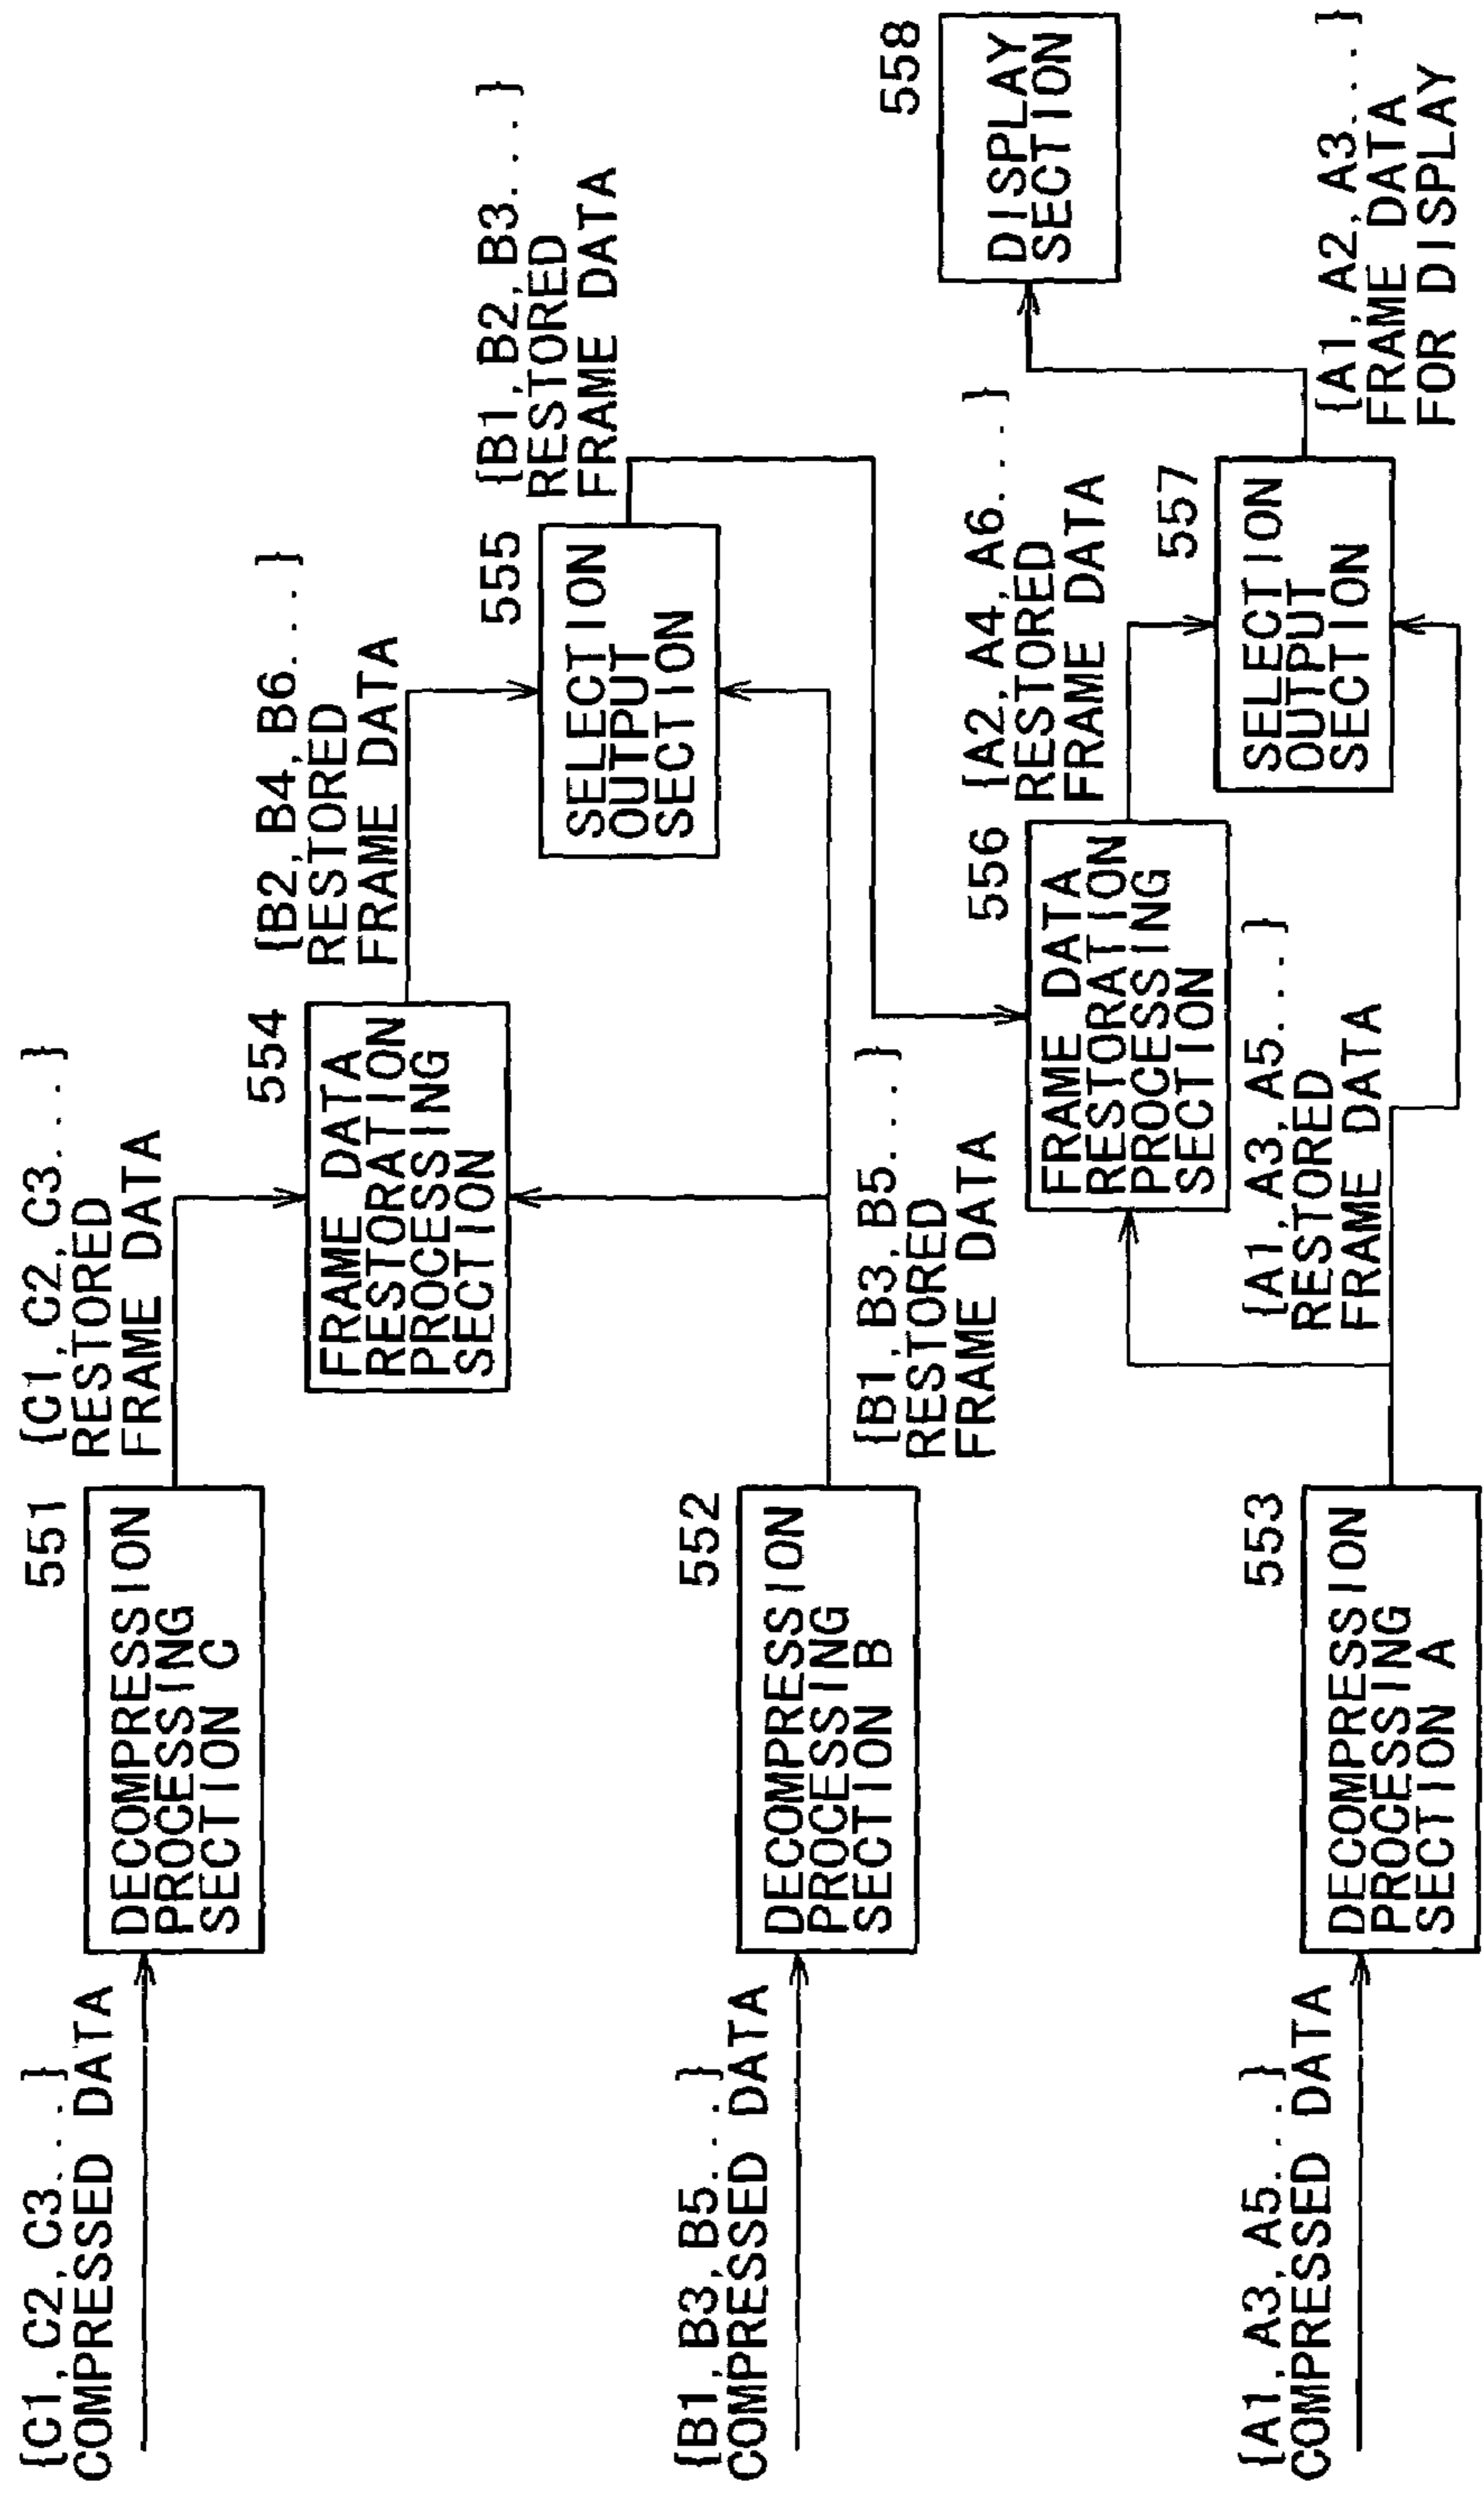 {C1,C2,C3...}
COMPRESSED DATA
551
DECOMPRESSION
PROCESSING
SECTION C
{C1,C2,C3...}
RESTORED
FRAME DATA
554
FRAME DATA
RESTORATION
PROCESSING
SECTION
{B2,B4,B6...}
RESTORED
FRAME DATA
555
SELECTION
OUTPUT
SECTION
{B1,B2,B3...}
RESTORED
FRAME DATA
{B1,B3,B5...}
COMPRESSED DATA
552
DECOMPRESSION
PROCESSING
SECTION B
{B1,B3,B5...}
RESTORED
FRAME DATA
556
FRAME DATA
RESTORATION
PROCESSING
SECTION
{A2,A4,A6...}
RESTORED
FRAME DATA
558
DISPLAY
SECTION
{A1,A3,A5...}
COMPRESSED DATA
553
DECOMPRESSION
PROCESSING
SECTION A
{A1,A3,A5...}
RESTORED
FRAME DATA
557
SELECTION
OUTPUT
SECTION
{A1,A2,A3...}
FRAME DATA
FOR DISPLAY